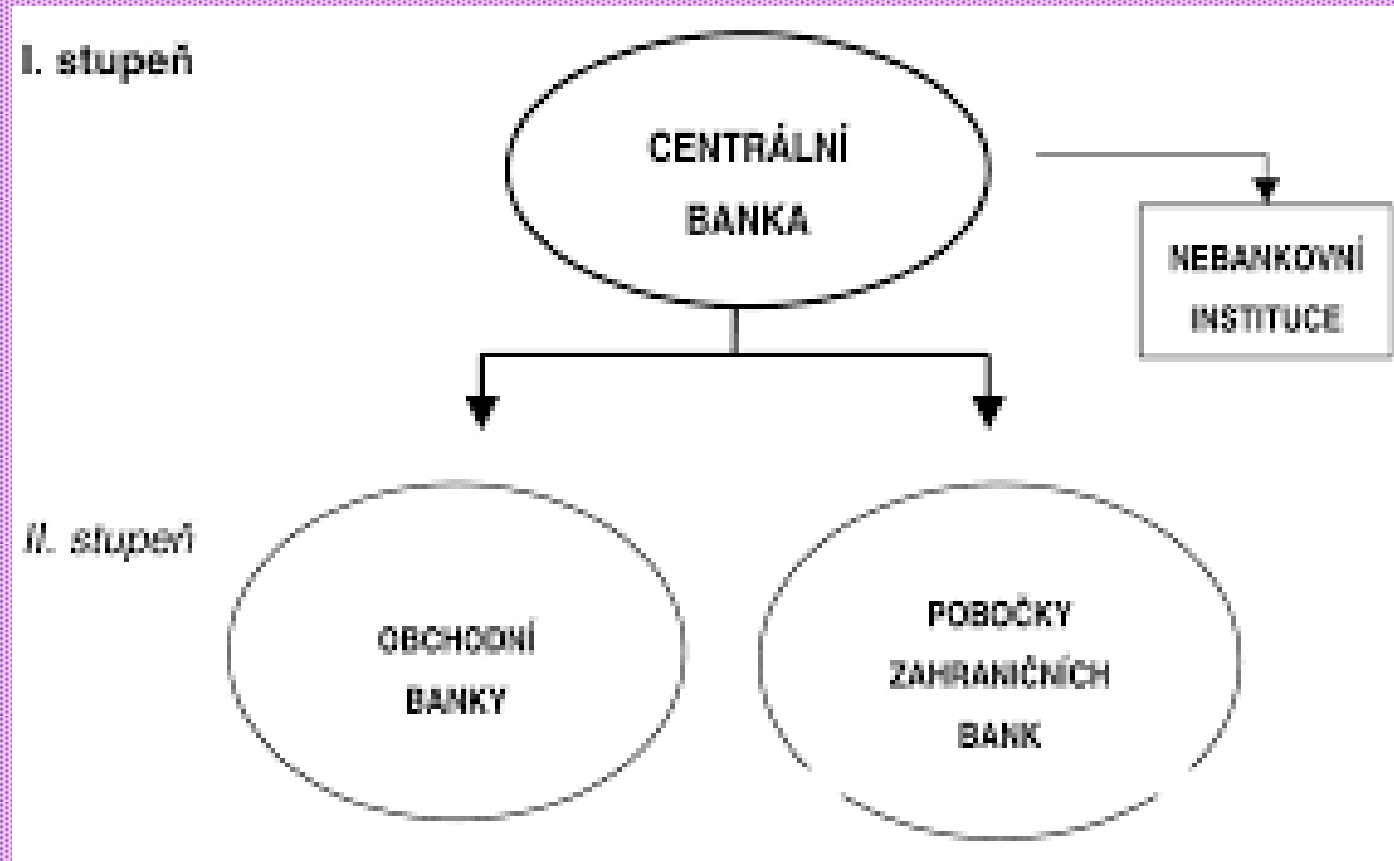 I. stupeň
CENTRÁLNÍ
BANKA
NEBANKOVNÍ
INSTITUCE
II. stupeň
OBCHODNÍ
BANKY
POBOČKY
ZAHRANIČNÍCH
BANK